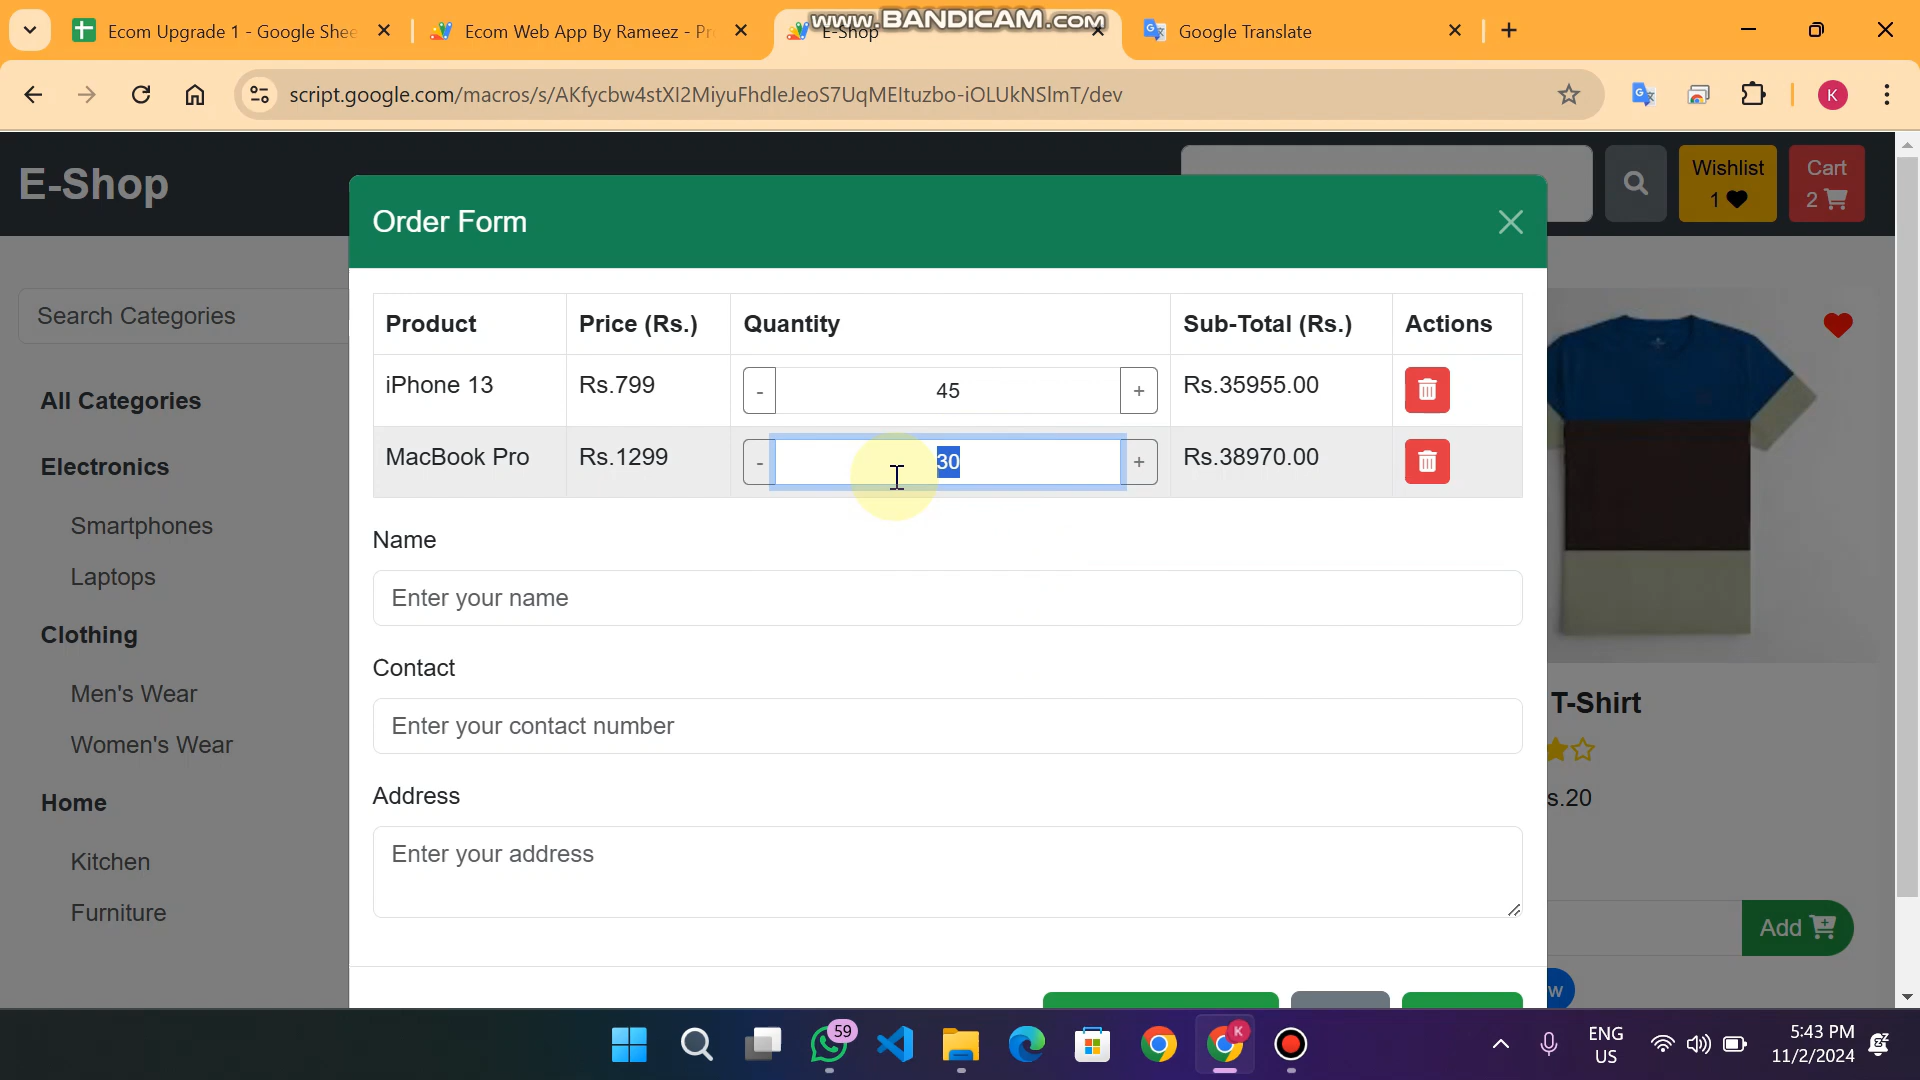 www.BANDICAM.com
Ecom Upgrade 1 - Google Shee
Ecom Web App By Rameez - Pr
E-Shop
Google Translate
script.google.com/macros/s/AKfycbw4stXI2MiyuFhdleJeoS7UqMEItuzbo-iOLUkNSlmT/dev
K
E-Shop
Wishlist
1
Cart
2
Order Form
Search Categories
All Categories
Electronics
Smartphones
Laptops
Clothing
Men's Wear
Women's Wear
Home
Kitchen
Furniture
Product Price (Rs.) Quantity Sub-Total (Rs.) Actions
iPhone 13 Rs.799 - 45 + Rs.35955.00
MacBook Pro Rs.1299 - 30 + Rs.38970.00
Name
Enter your name
Contact
Enter your contact number
Address
Enter your address
T-Shirt
s.20
Add
w
59
K
ENG
US
5:43 PM
11/2/2024